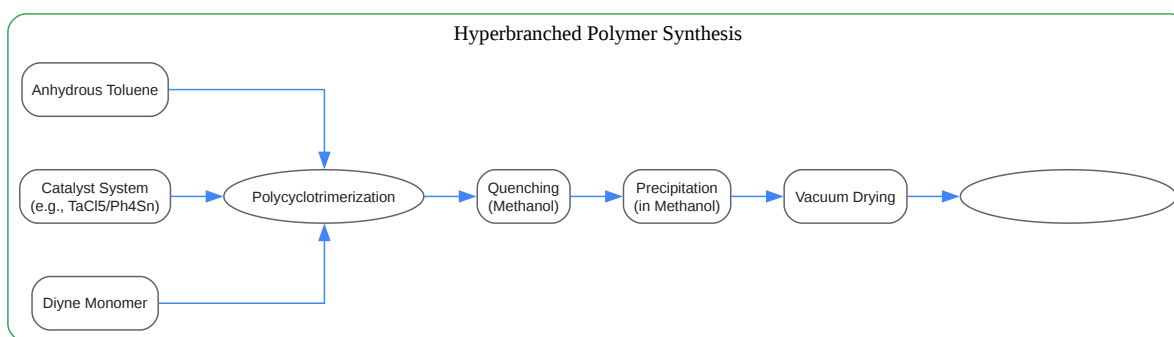 Hyperbranched Polymer Synthesis
Anhydrous Toluene
Catalyst System
(e.g., TaCl5/Ph4Sn)
Polycyclotrimerization
Quenching
(Methanol)
Precipitation
(in Methanol)
Vacuum Drying
Diyne Monomer